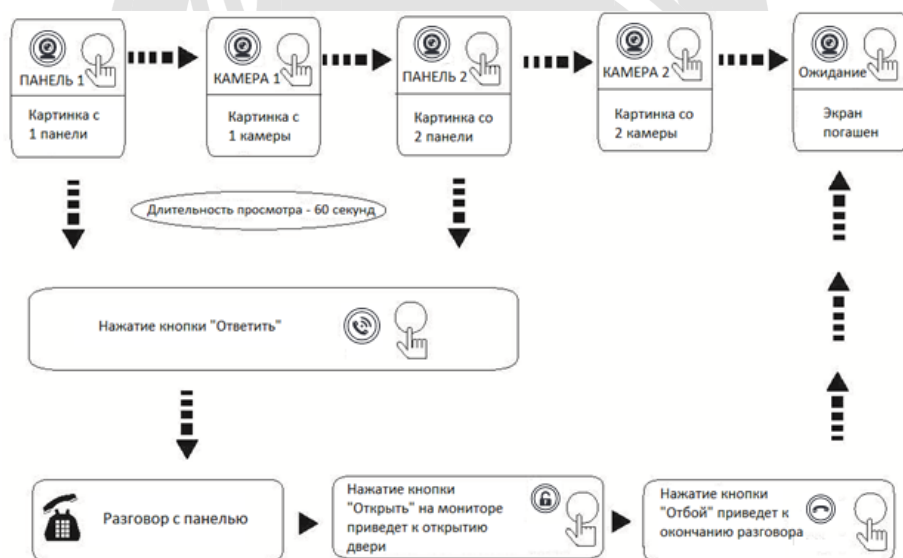 ПАНЕЛЬ 1
Картинка с
1 панели
КАМЕРА 1
Картинка с
1 камеры
ПАНЕЛЬ 2
Картинка со
2 панели
КАМЕРА 2
Картинка со
2 камеры
Ожидание
Экран
погашен
Длительность просмотра - 60 секунд
Нажатие кнопки "Ответить"
Разговор с панелью
Нажатие кнопки
"Открыть" на мониторе
приведет к открытию
двери
Нажатие кнопки
"Отбой" приведет к
окончанию разговора